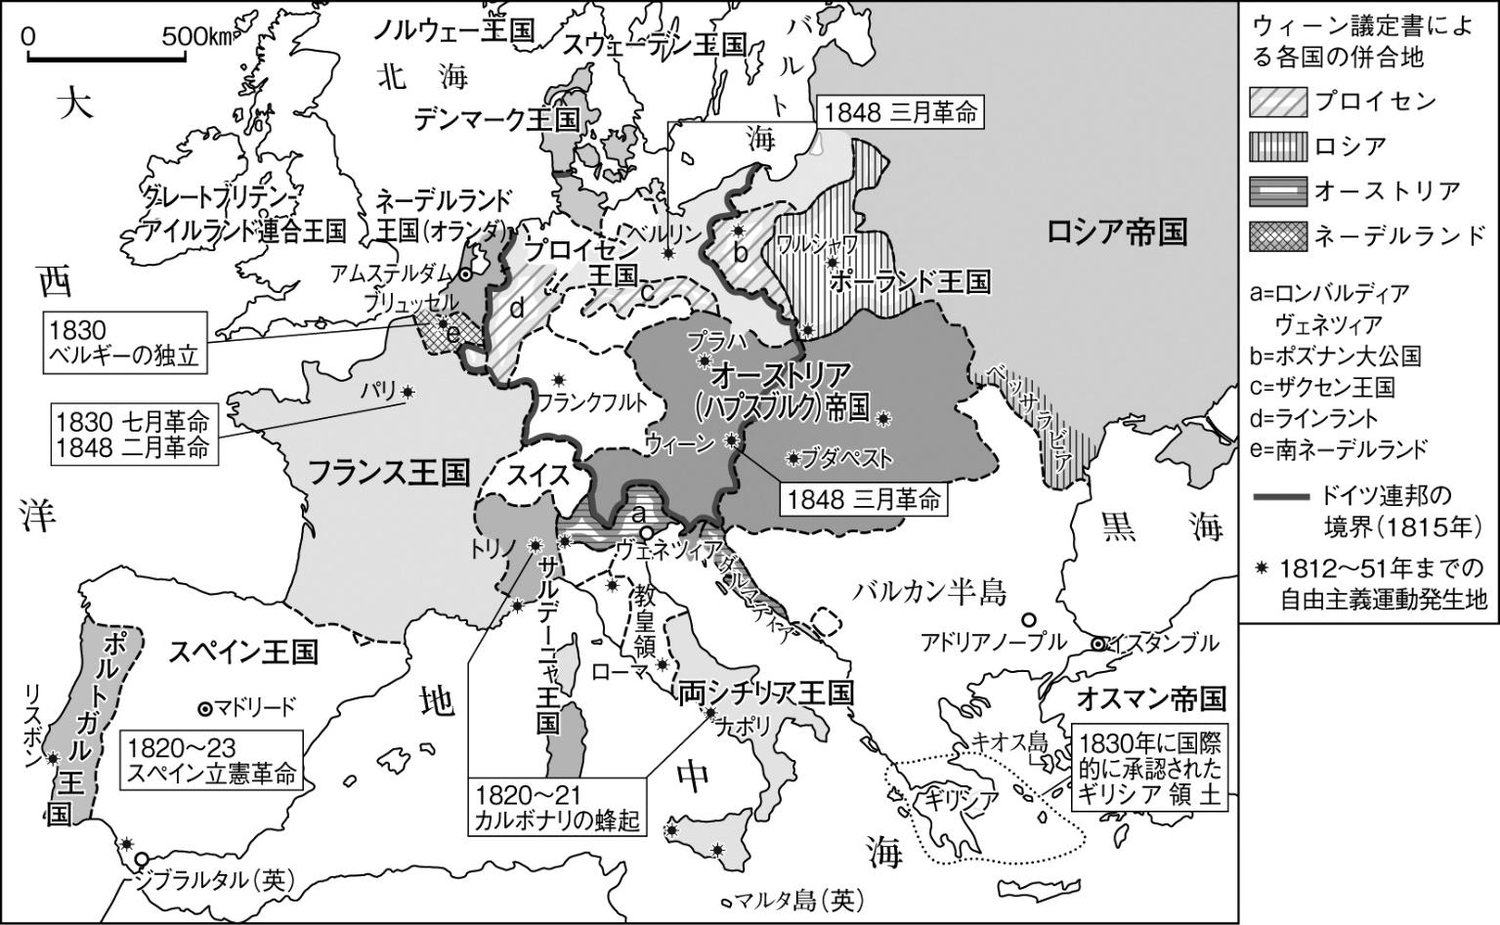 0 500km
ノルウェー王国
スウェーデン王国
バルト海
北海
大西洋
デンマーク王国
1848 三月革命
グレートブリテン-
アイルランド連合王国
ネーデルランド
王国(オランダ)
プロイセン
王国
ベルリン
b
ワルシャワ
ポーランド王国
ロシア帝国
アムステルダム
ブリュッセル
d
c
e
1830
ベルギーの独立
プラハ
オーストリア
(ハプスブルク)帝国
ベッサラビア
パリ
フランクフルト
1830 七月革命
1848 二月革命
ウィーン
ブダペスト
フランス王国
スイス
1848 三月革命
a
黒海
トリノ
ヴェネツィア
サルデーニャ王国
ダルマティア
教皇領
バルカン半島
アドリアノープル
イスタンブル
ポルトガル王国
スペイン王国
ローマ
リスボン
マドリード
地中海
両シチリア王国
ナポリ
オスマン帝国
キオス島
1820〜23
スペイン立憲革命
1820〜21
カルボナリの蜂起
ギリシア
1830年に国際
的に承認された
ギリシア領土
ジブラルタル(英)
マルタ島(英)
ウィーン議定書によ
る各国の併合地
プロイセン
ロシア
オーストリア
ネーデルランド
a=ロンバルディア
ヴェネツィア
b=ポズナン大公国
c=ザクセン王国
d=ラインラント
e=南ネーデルランド
ドイツ連邦の
境界(1815年)
1812〜51年までの
自由主義運動発生地